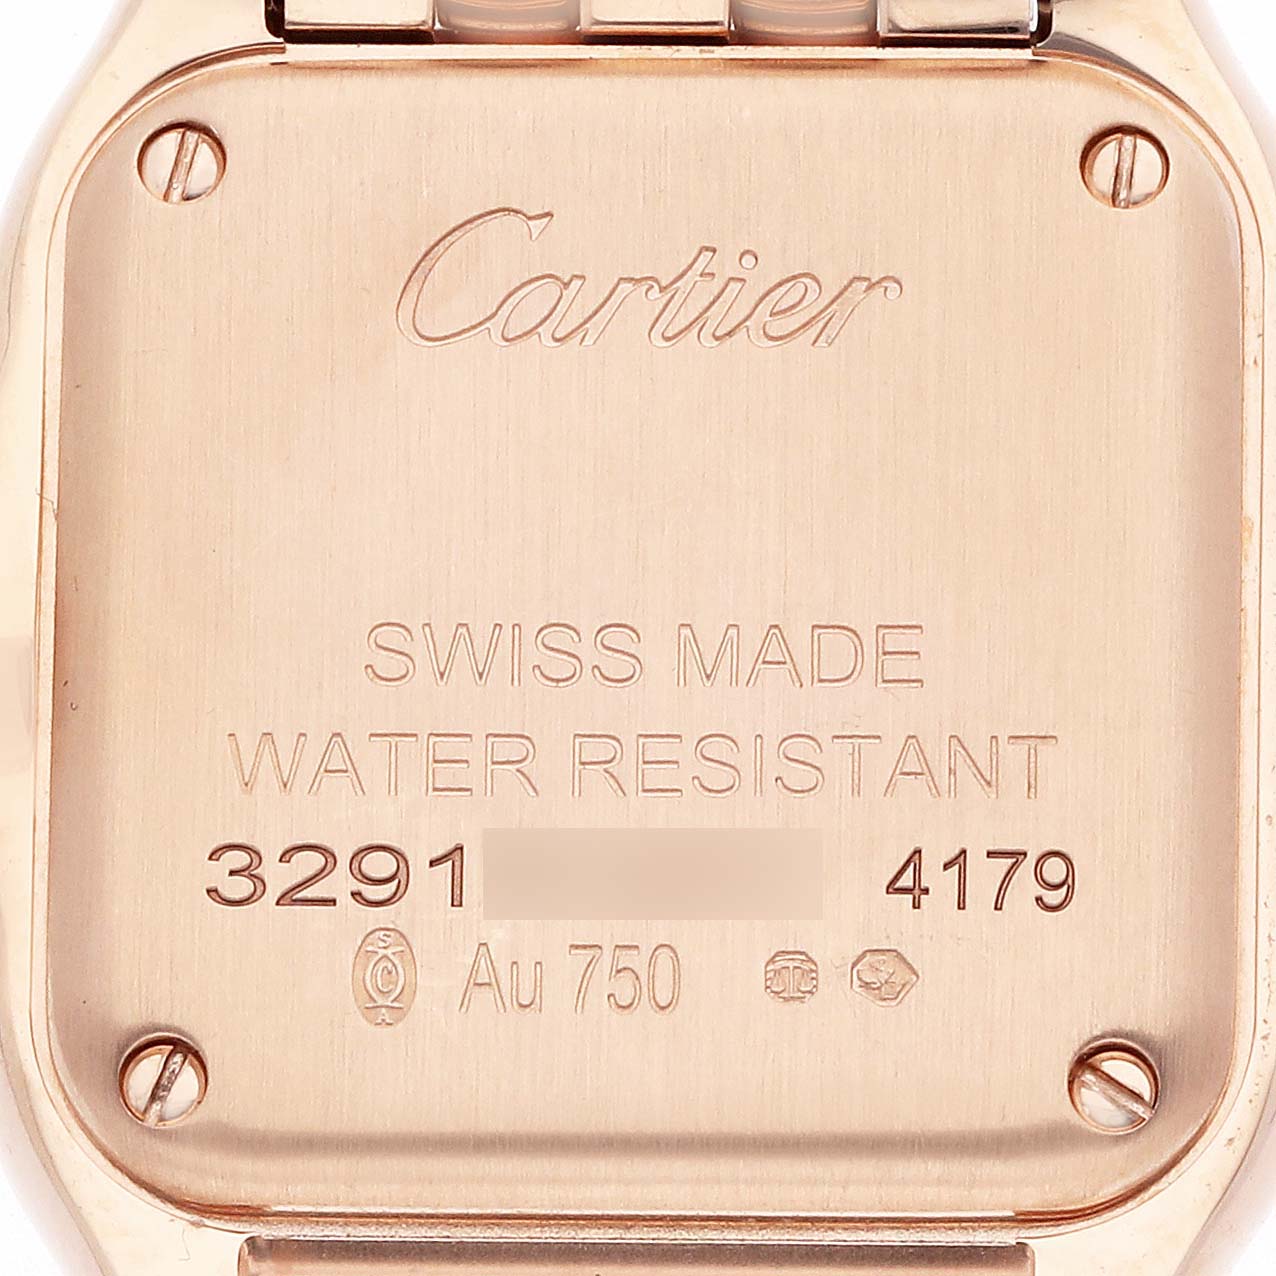 Cartier
SWISS MADE
WATER RESISTANT
3291 4179
Au 750